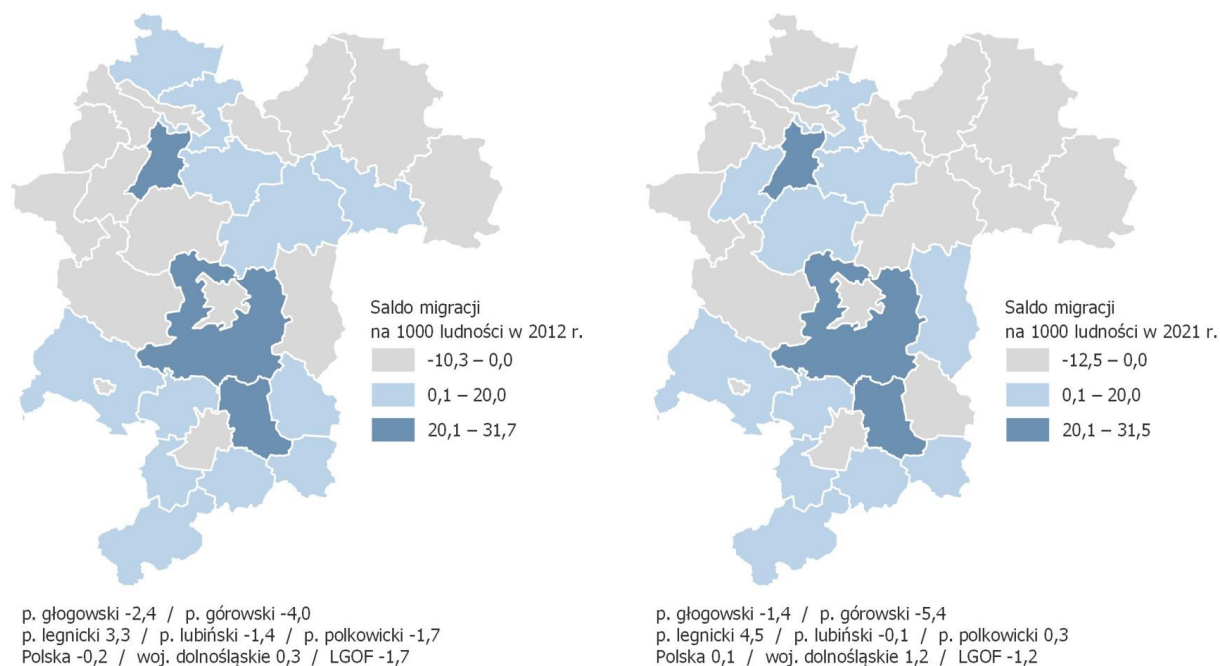 Saldo migracji
na 1000 ludności w 2012 r.
-10,3 – 0,0
0,1 – 20,0
20,1 – 31,7
p. głogowski -2,4 / p. górowski -4,0
p. legnicki 3,3 / p. lubiński -1,4 / p. polkowicki -1,7
Polska -0,2 / woj. dolnośląskie 0,3 / LGOF -1,7
Saldo migracji
na 1000 ludności w 2021 r.
-12,5 – 0,0
0,1 – 20,0
20,1 – 31,5
p. głogowski -1,4 / p. górowski -5,4
p. legnicki 4,5 / p. lubiński -0,1 / p. polkowicki 0,3
Polska 0,1 / woj. dolnośląskie 1,2 / LGOF -1,2